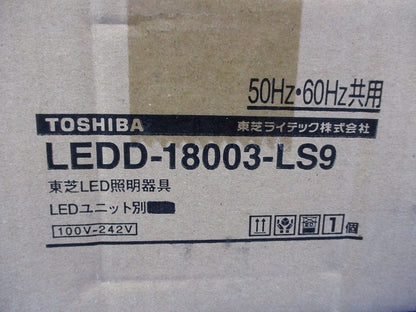 50Hz・60Hz共用
TOSHIBA 東芝ライテック株式会社
LEDD-18003-LS9
東芝LED照明器具
LEDユニット別
100V-242V
1個